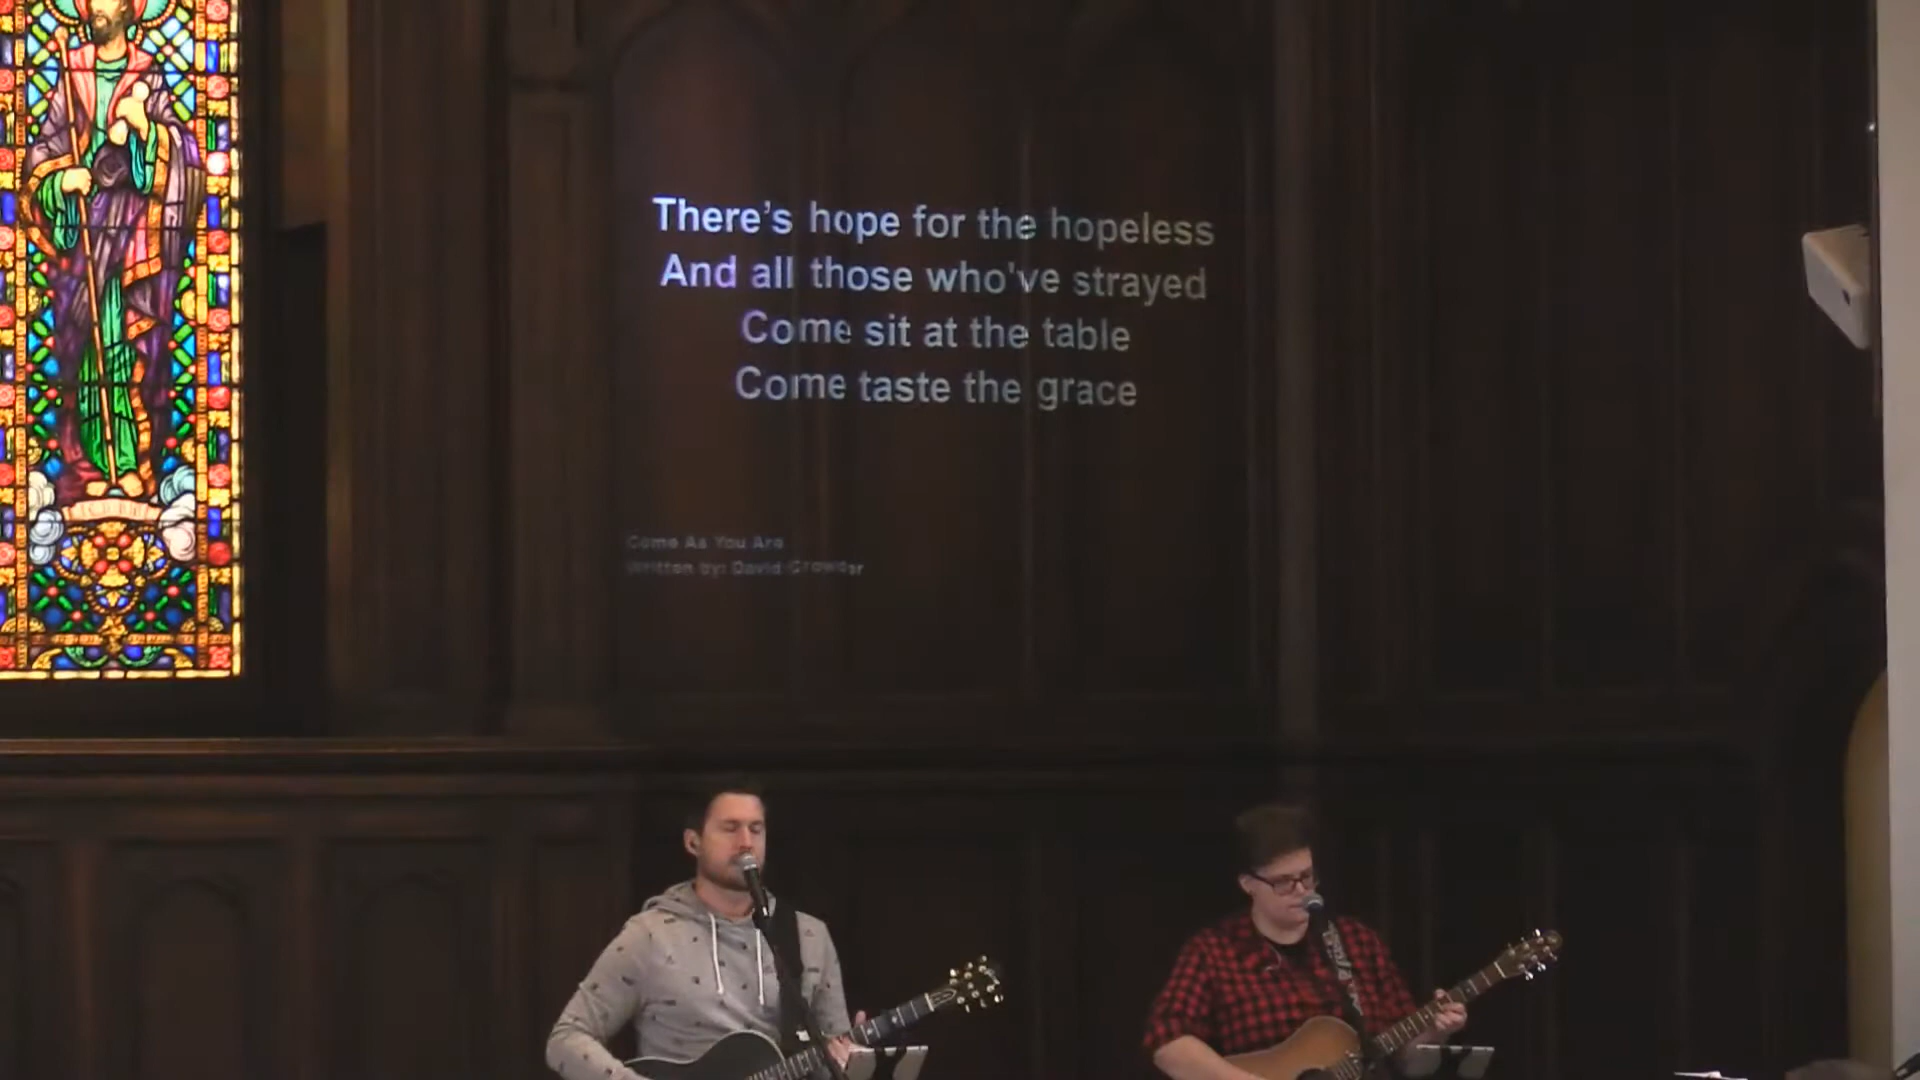 There's hope for the hopeless
And all those who've strayed
Come sit at the table
Come taste the grace
Come As You Are
Written by: David Crowder